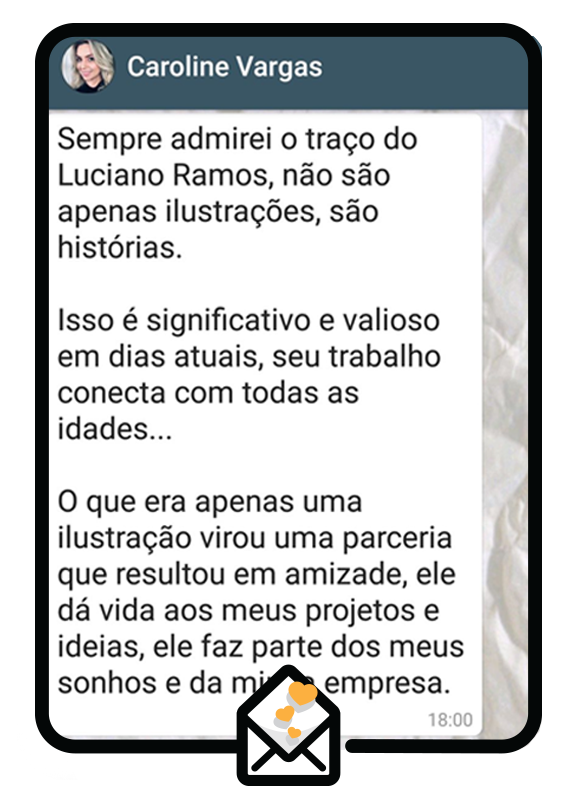 Caroline Vargas
Sempre admirei o traço do
Luciano Ramos, não são
apenas ilustrações, são
histórias.
Isso é significativo e valioso
em dias atuais, seu trabalho
conecta com todas as
idades...
O que era apenas uma
ilustração virou uma parceria
que resultou em amizade, ele
dá vida aos meus projetos e
ideias, ele faz parte dos meus
sonhos e da minha empresa.
18:00